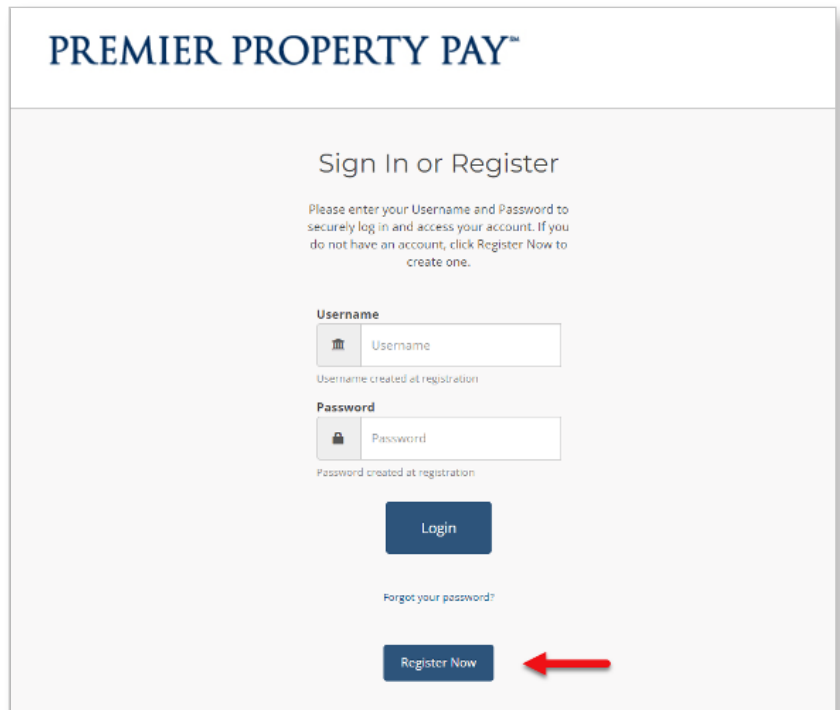 PREMIER PROPERTY PAY℠
Sign In or Register
Please enter your Username and Password to
securely log in and access your account. If you
do not have an account, click Register Now to
create one.
Username
Username
Username created at registration
Password
Password
Password created at registration
Login
Forgot your password?
Register Now